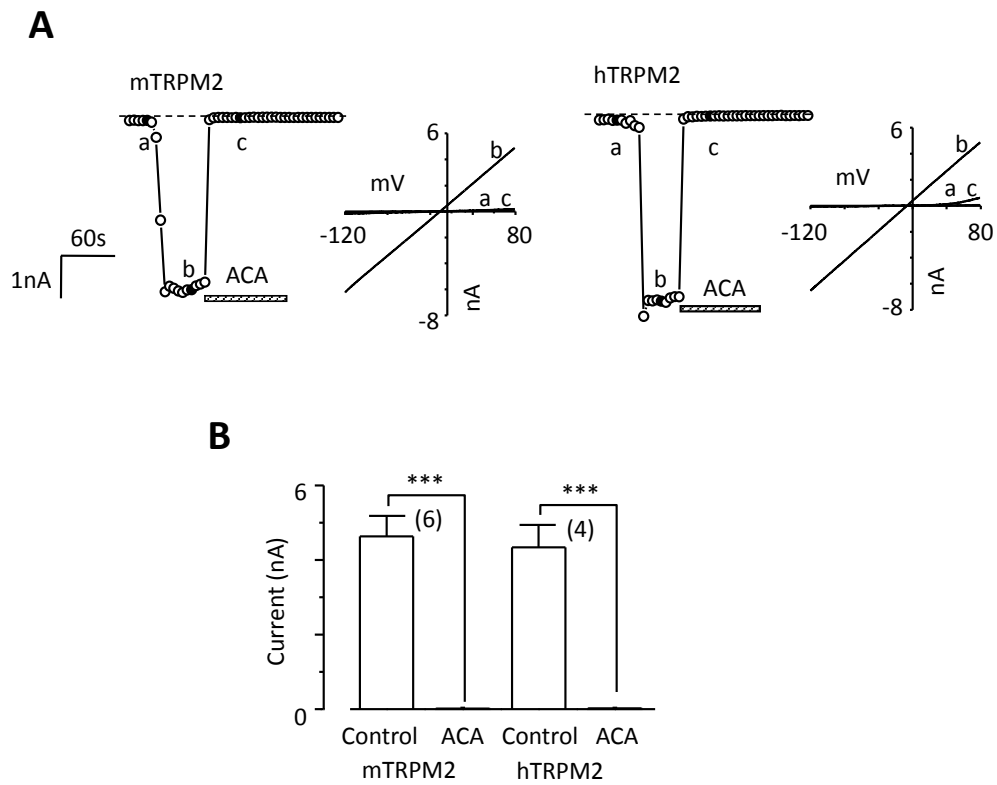 A
mTRPM2
a
c
b
60s
1nA
ACA
6
b
mV
a c
-120
80
nA
-8
hTRPM2
a
c
b
ACA
6
b
mV
a c
-120
80
nA
-8
B
***
***
6
(6)
(4)
Current (nA)
0
Control ACA Control ACA
mTRPM2 hTRPM2